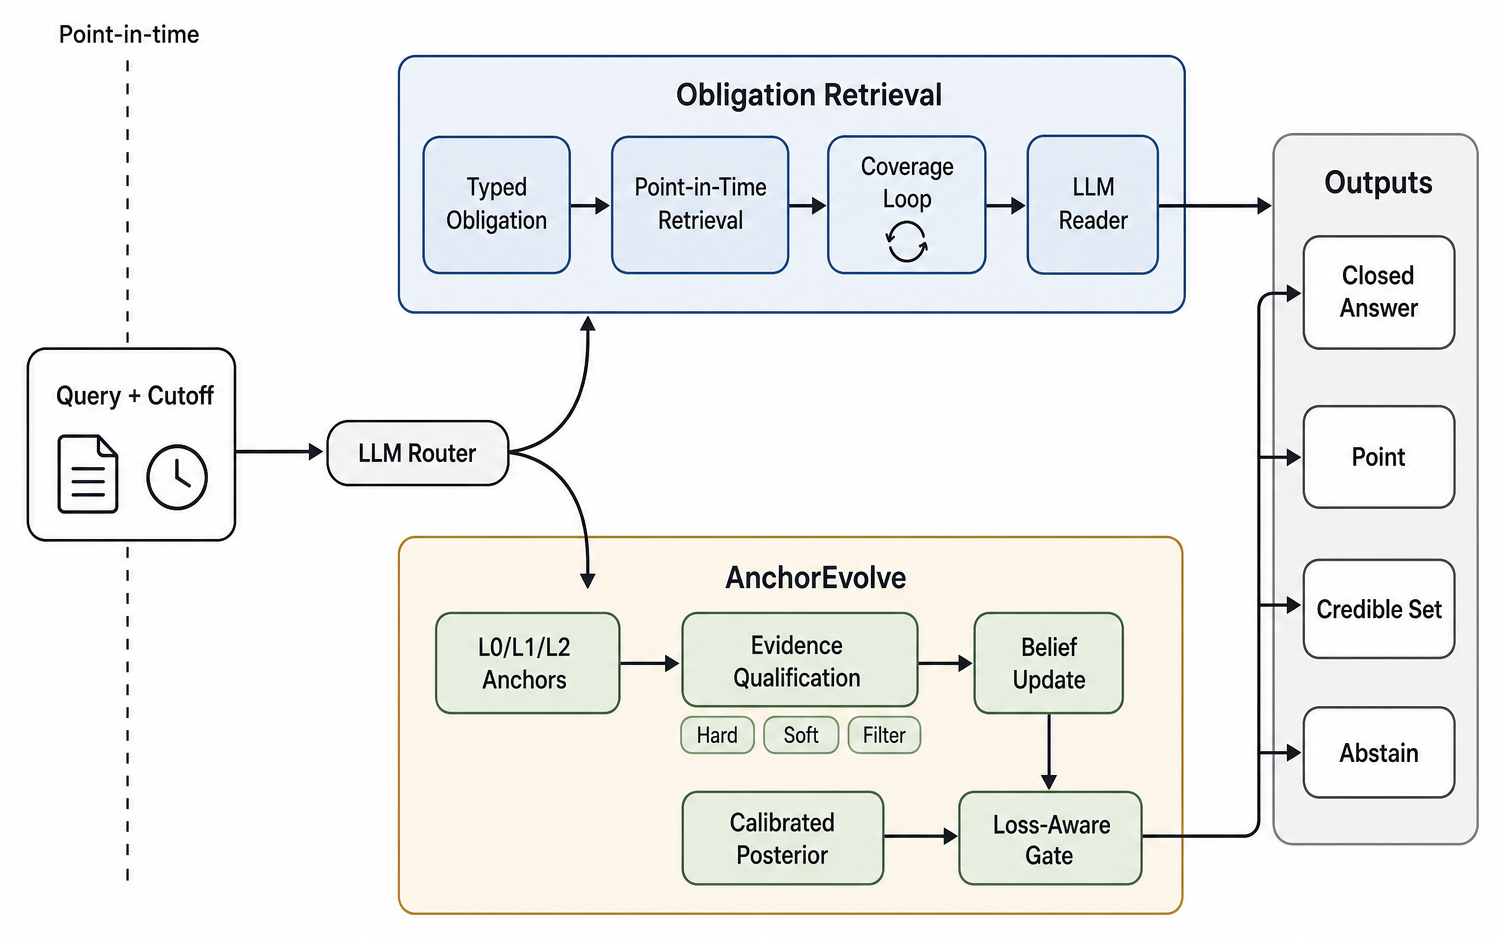 Point-in-time
Obligation Retrieval
Typed
Obligation
Point-in-Time
Retrieval
Coverage
Loop
LLM
Reader
Query + Cutoff
LLM Router
AnchorEvolve
L0/L1/L2
Anchors
Evidence
Qualification
Hard
Soft
Filter
Belief
Update
Calibrated
Posterior
Loss-Aware
Gate
Outputs
Closed
Answer
Point
Credible Set
Abstain